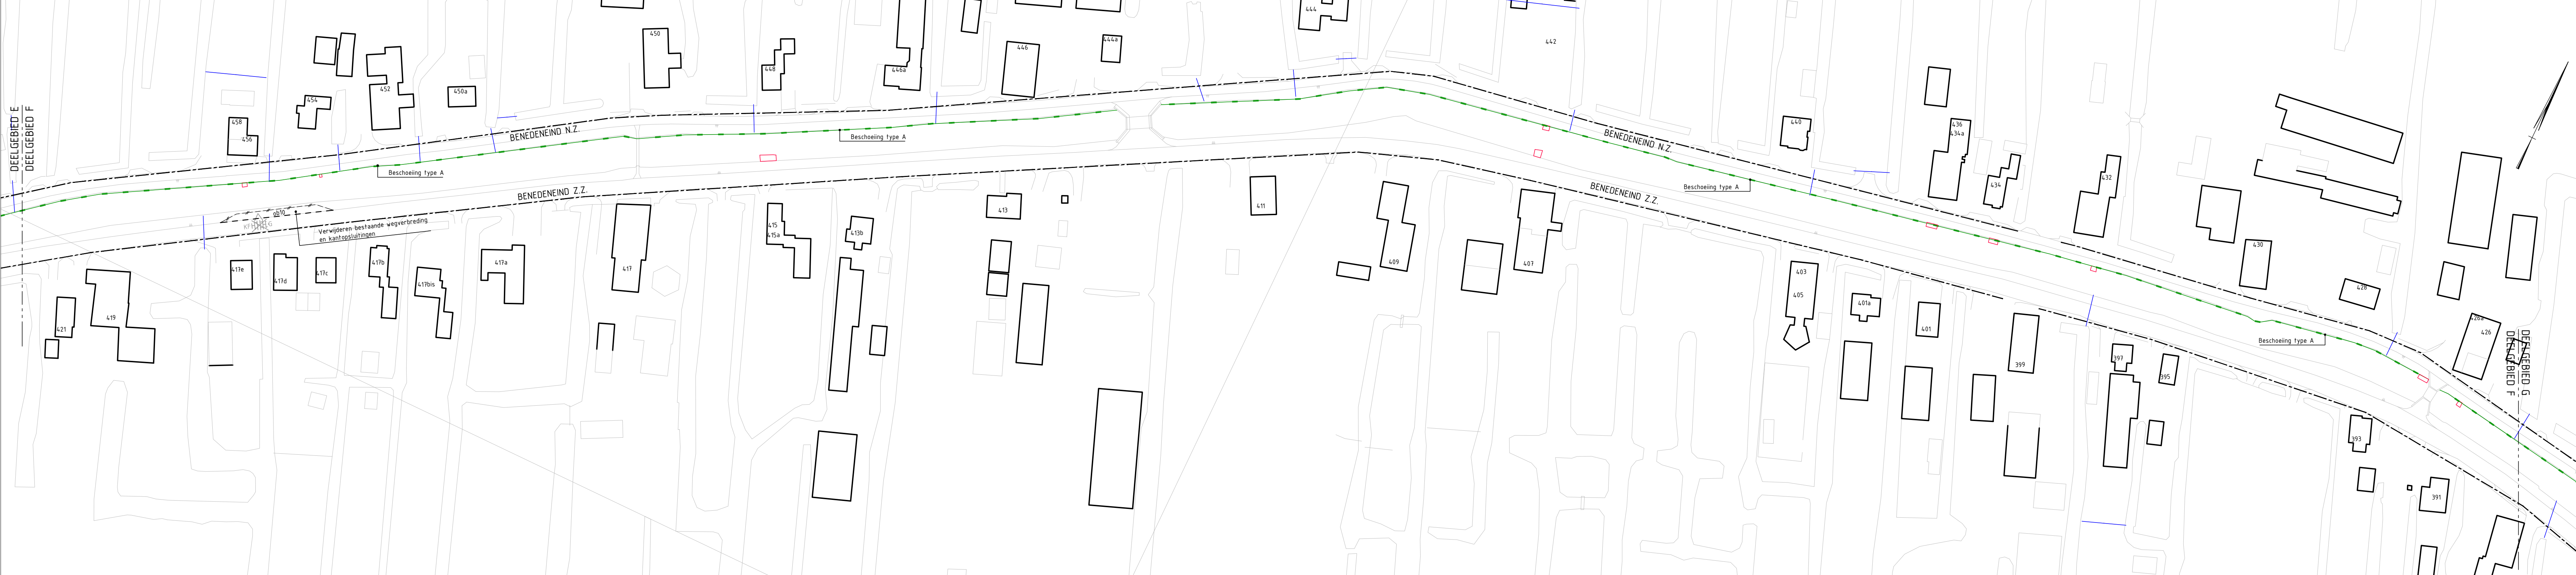 DEELGEBIED E
DEELGEBIED F
458
456
454
452
450a
450
448
446a
446
444a
444
442
440
436
434a
434
432
430
428
426a
426
BENEDENEIND N.Z.
BENEDENEIND N.Z.
BENEDENEIND Z.Z.
BENEDENEIND Z.Z.
Beschoeiing type A
Beschoeiing type A
Beschoeiing type A
Beschoeiing type A
Verwijderen bestaande wegverbreding
en kantopsluitingen
421
419
417e
417d
417c
417b
417bis
417a
417
415
415a
413b
413
411
409
407
403
405
401a
401
399
397
395
393
391
DEELGEBIED F
DEELGEBIED G